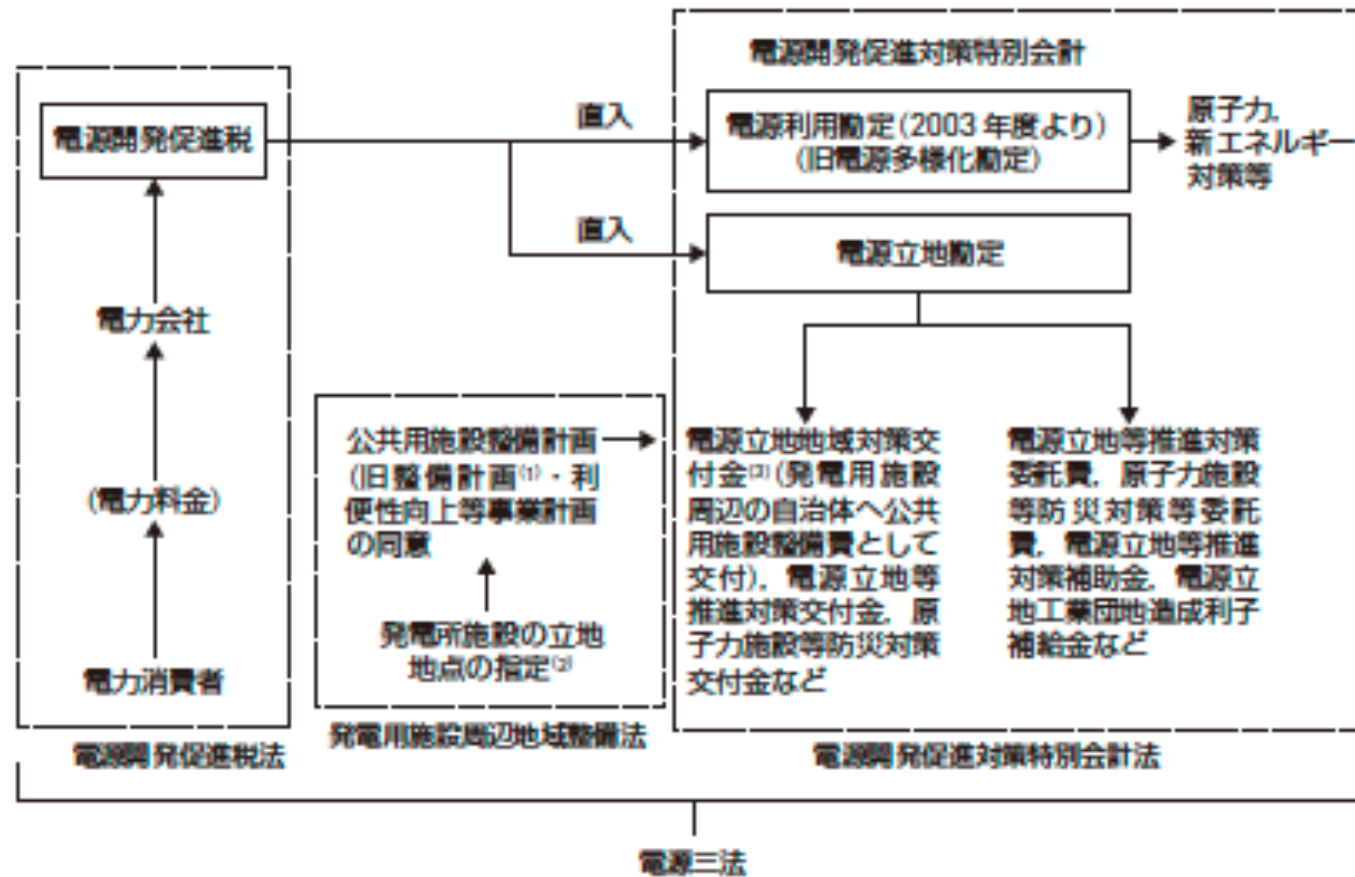 電源開発促進税
電力会社
(電力料金)
電力消費者
電源開発促進税法
直入
直入
公共用施設整備計画
(旧整備計画⁽¹⁾・利
便性向上等事業計画
の同意
発電所施設の立地
地点の指定⁽²⁾
発電用施設周辺地域整備法
電源開発促進対策特別会計
電源利用勘定(2003年度より)
(旧電源多様化勘定)
原子力,
新エネルギー
対策等
電源立地勘定
電源立地地域対策交
付金⁽³⁾(発電用施設
周辺の自治体へ公共
用施設整備費として
交付),電源立地等
推進対策交付金,原
子力施設等防災対策
交付金など
電源立地等推進対策
委託費,原子力施設
等防災対策等委託
費,電源立地等推進
対策補助金,電源立
地工業団地造成利子
補給金など
電源開発促進対策特別会計法
電源三法